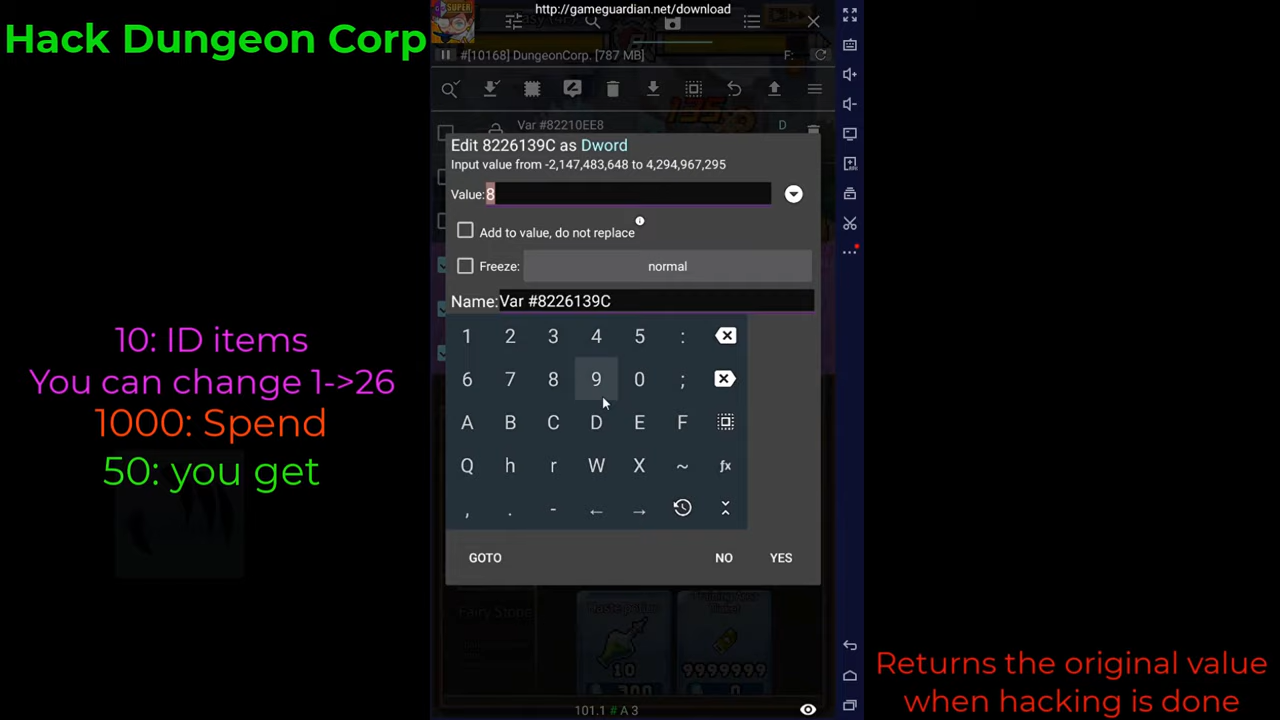 http://gameguardian.net/download
Hack Dungeon Corp
#[10168] DungeonCorp. [787 MB]
F:
Var #82210EE8
D
Edit 8226139C as Dword
Input value from -2,147,483,648 to 4,294,967,295
Value:8
Add to value, do not replace
Freeze:
normal
Name:Var #8226139C
1 2 3 4 5 :
6 7 8 9 0 ;
A B C D E F
Q h r W X ~ fx
, . - ← →
GOTO
NO
YES
10: ID items
You can change 1->26
1000: Spend
50: you get
10
9999999
300
0
101.1 # A 3
Returns the original value
when hacking is done